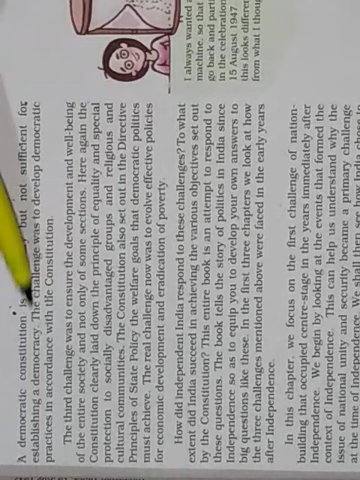 I always wanted a
machine, so that
go back and parti
in the celebration
15 August 1947.
this looks differen
from what I thoug
A democratic constitution is but not sufficient for
establishing a democracy. The challenge was to develop democratic
practices in accordance with the Constitution.
The third challenge was to ensure the development and well-being
of the entire society and not only of some sections. Here again the
Constitution clearly laid down the principle of equality and special
protection to socially disadvantaged groups and religious and
cultural communities. The Constitution also set out in the Directive
Principles of State Policy the welfare goals that democratic politics
must achieve. The real challenge now was to evolve effective policies
for economic development and eradication of poverty.
How did independent India respond to these challenges? To what
extent did India succeed in achieving the various objectives set out
by the Constitution? This entire book is an attempt to respond to
these questions. The book tells the story of politics in India since
Independence so as to equip you to develop your own answers to
big questions like these. In the first three chapters we look at how
the three challenges mentioned above were faced in the early years
after Independence.
In this chapter, we focus on the first challenge of nation-
building that occupied centre-stage in the years immediately after
Independence. We begin by looking at the events that formed the
context of Independence. This can help us understand why the
issue of national unity and security became a primary challenge
at the time of Independence. We shall then see how India chose to